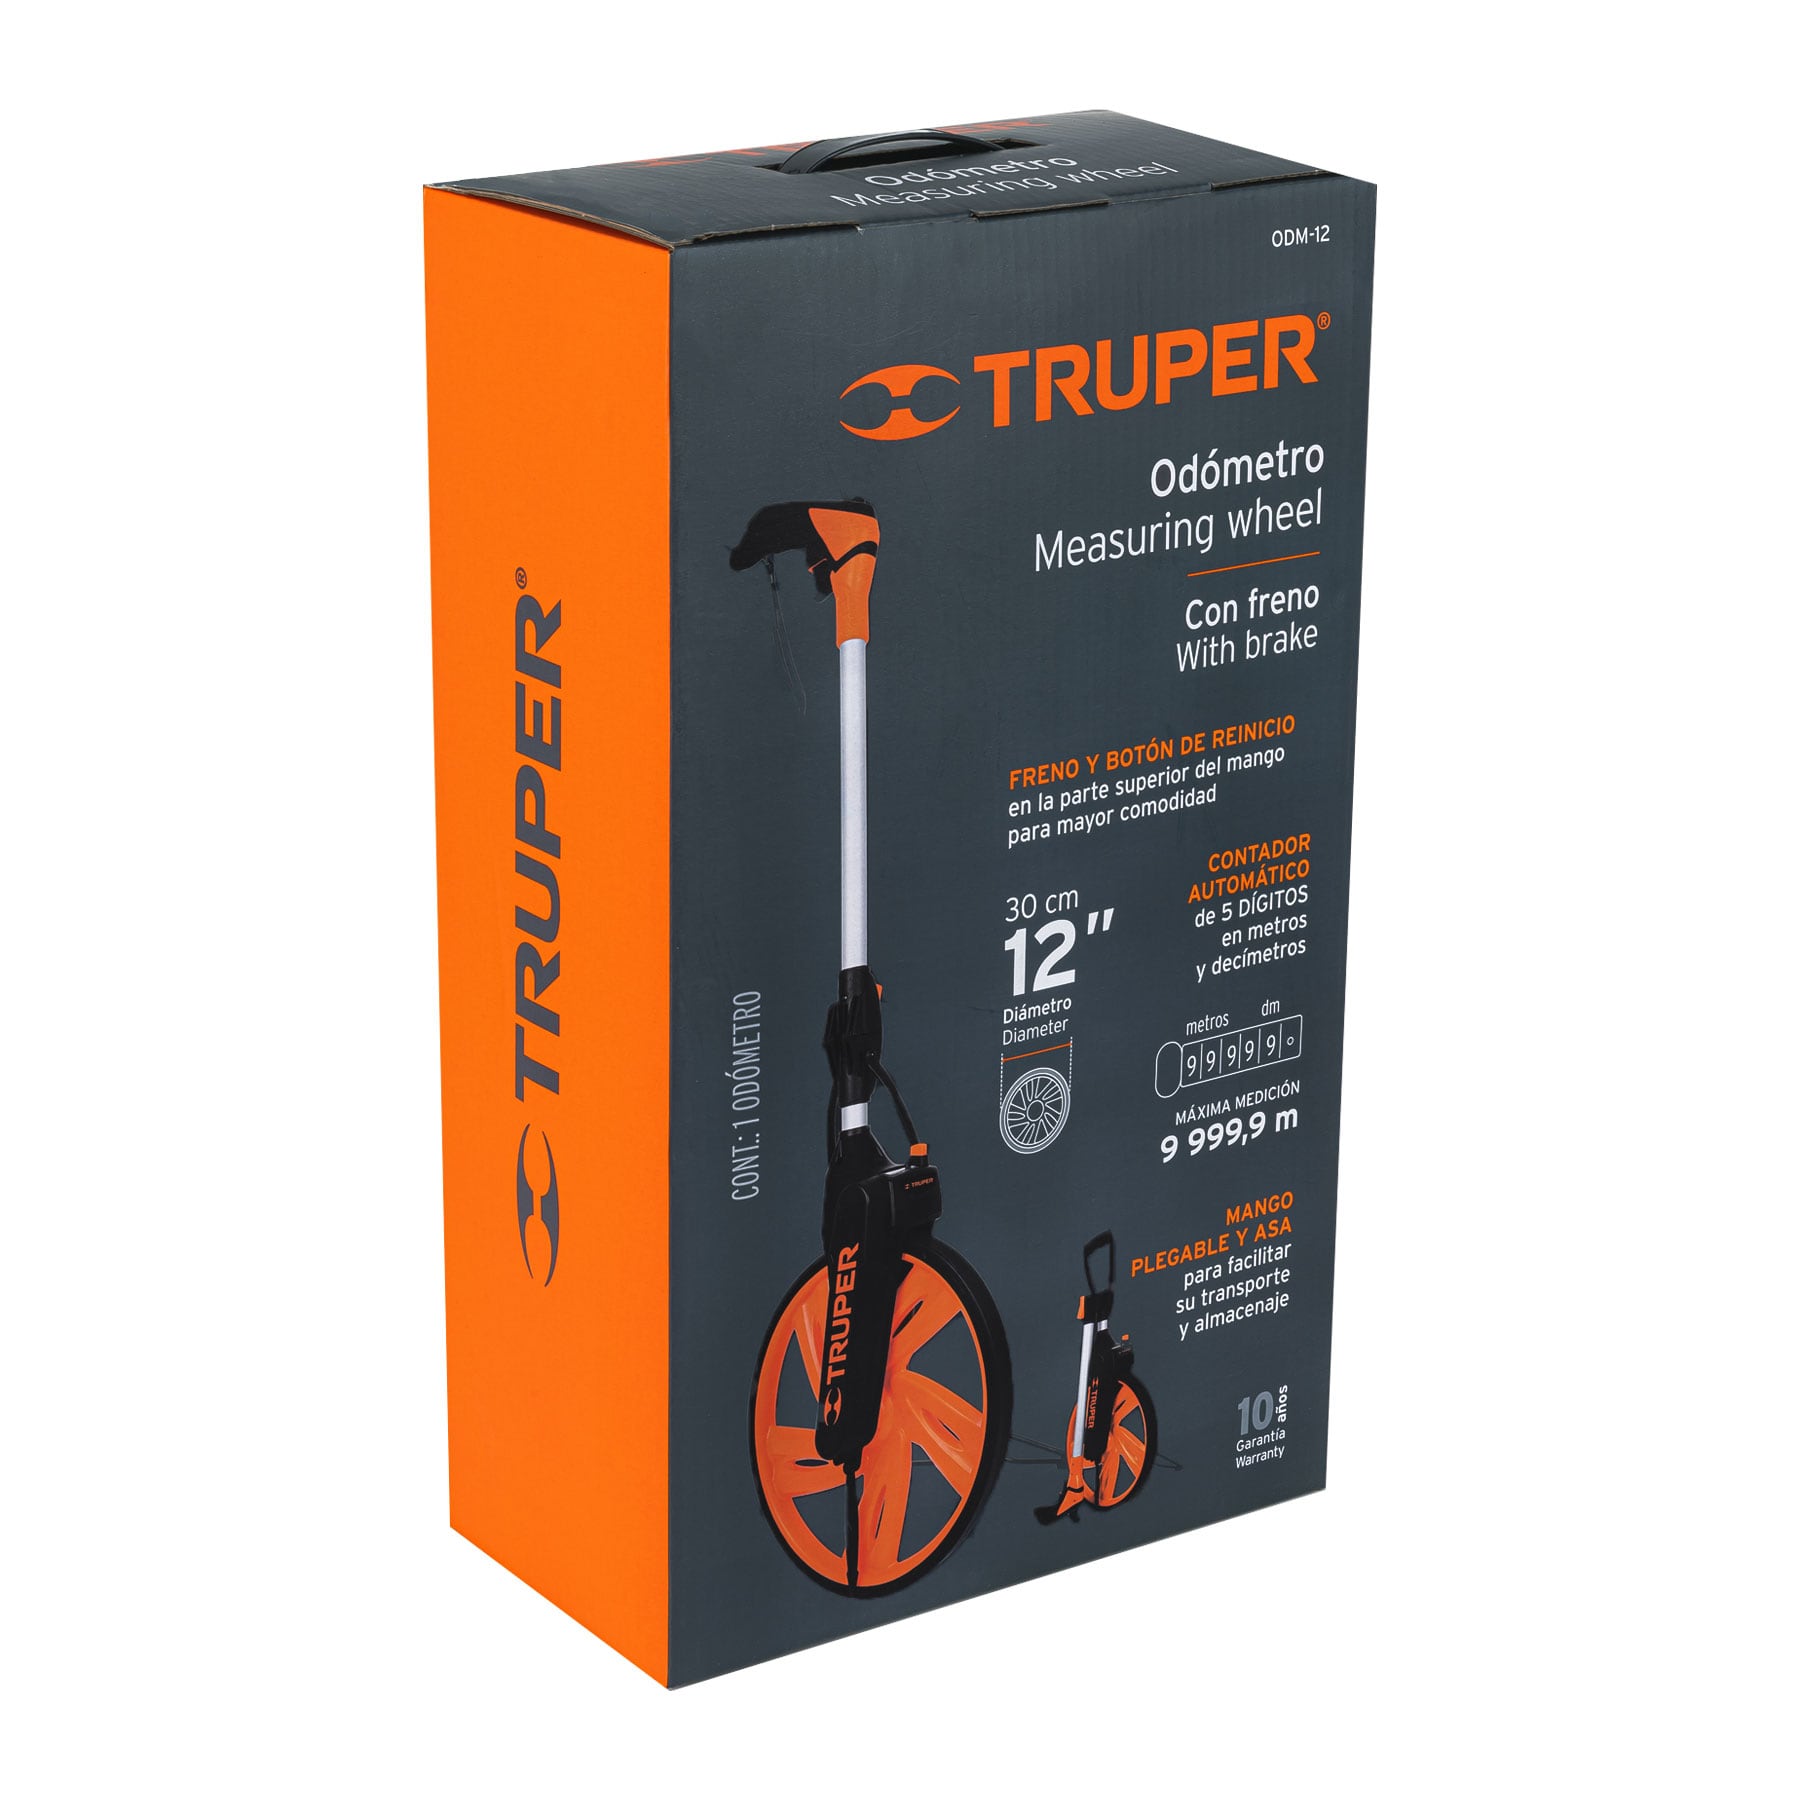 Odómetro
Measuring wheel
ODM-12
TRUPER®
Odómetro
Measuring wheel
Con freno
With brake
FRENO Y BOTÓN DE REINICIO
en la parte superior del mango
para mayor comodidad
CONTADOR
AUTOMÁTICO
de 5 DÍGITOS
en metros
y decímetros
30 cm
12"
Diámetro
Diameter
metros dm
9 9 9 9 9
MÁXIMA MEDICIÓN
9 999,9 m
MANGO
PLEGABLE Y ASA
para facilitar
su transporte
y almacenaje
10 años
Garantía
Warranty
CONT.: 1 ODÓMETRO
TRUPER
TRUPER
TRUPER
TRUPER®